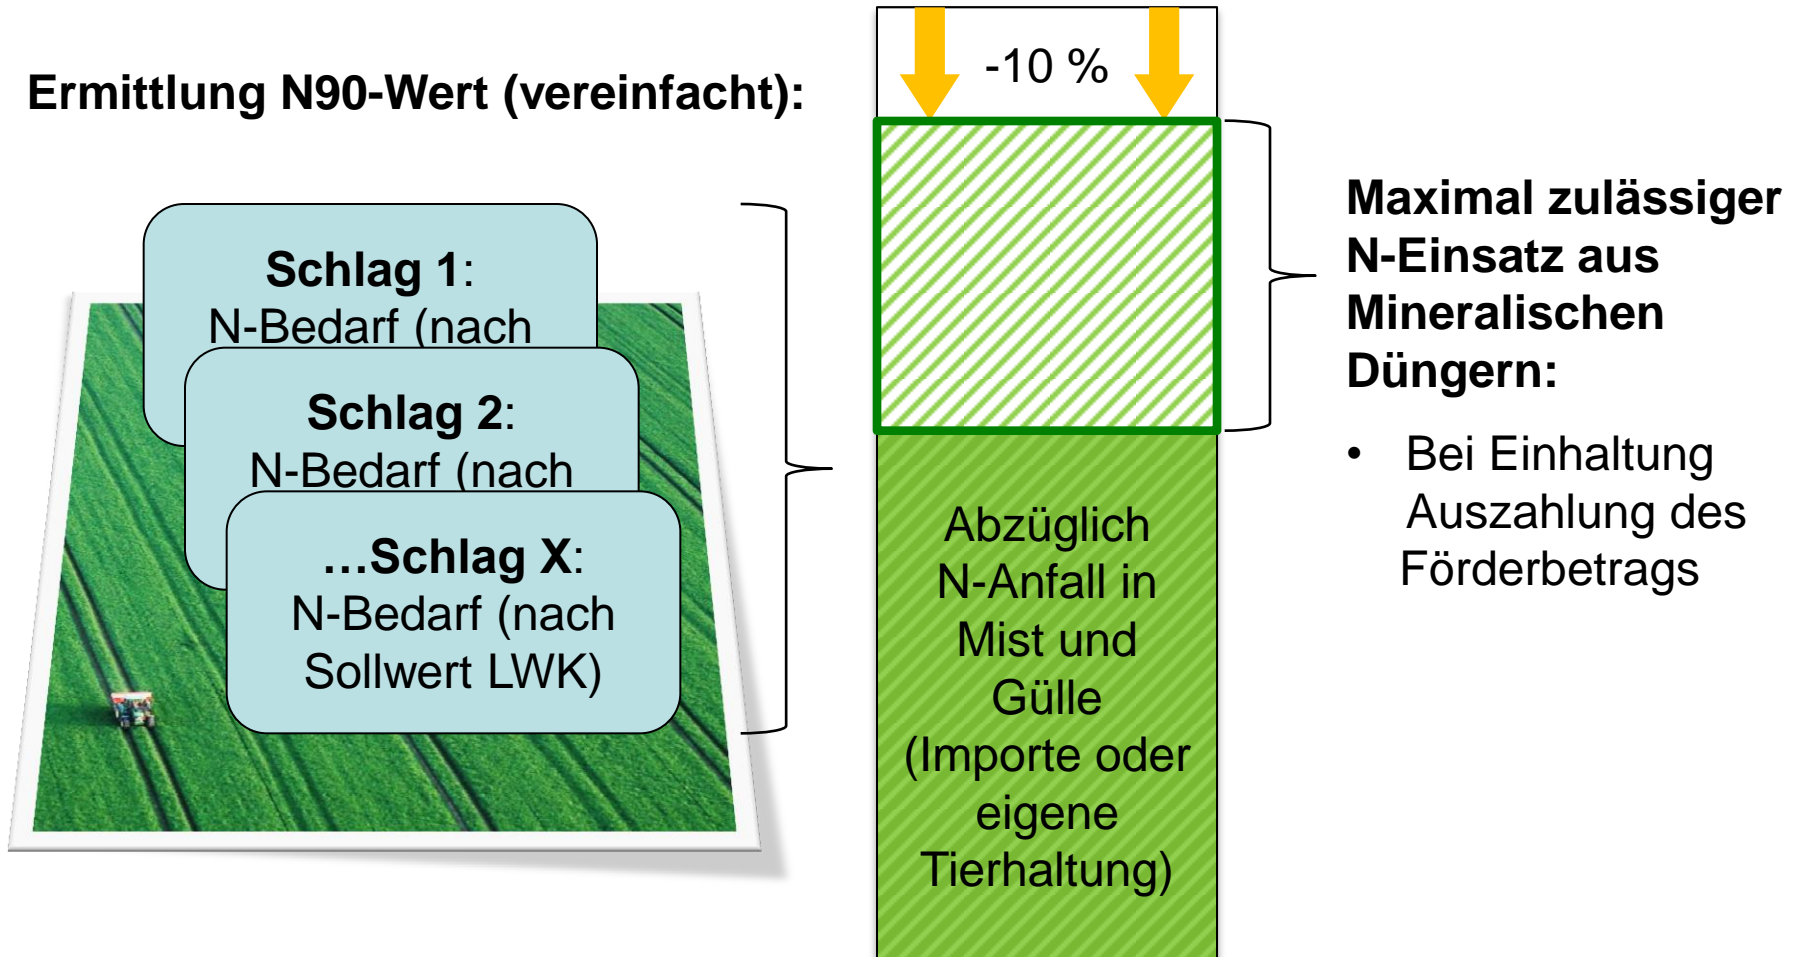 Ermittlung N90-Wert (vereinfacht):
Schlag 1:
N-Bedarf (nach
Schlag 2:
N-Bedarf (nach
...Schlag X:
N-Bedarf (nach
Sollwert LWK)
-10 %
Abzüglich
N-Anfall in
Mist und
Gülle
(Importe oder
eigene
Tierhaltung)
Maximal zulässiger
N-Einsatz aus
Mineralischen
Düngern:
• Bei Einhaltung
Auszahlung des
Förderbetrags